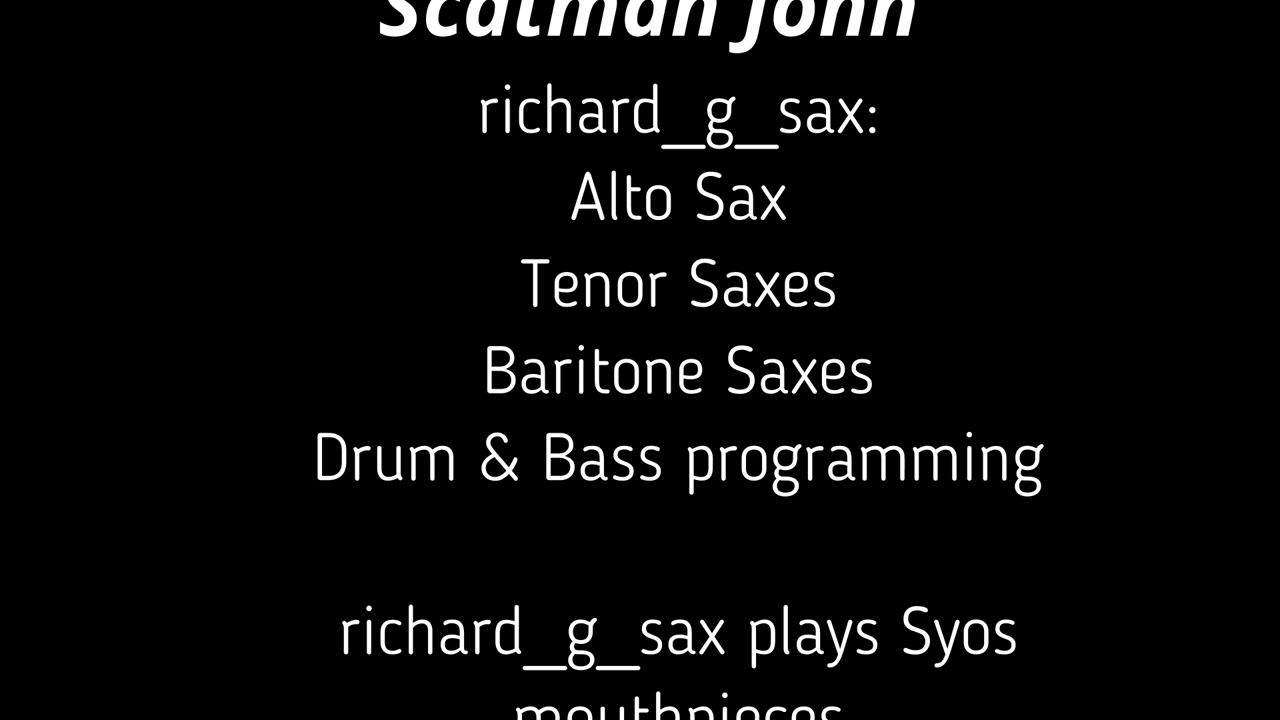 Scatman John
richard_g_sax:
Alto Sax
Tenor Saxes
Baritone Saxes
Drum & Bass programming
richard_g_sax plays Syos
mouthpieces